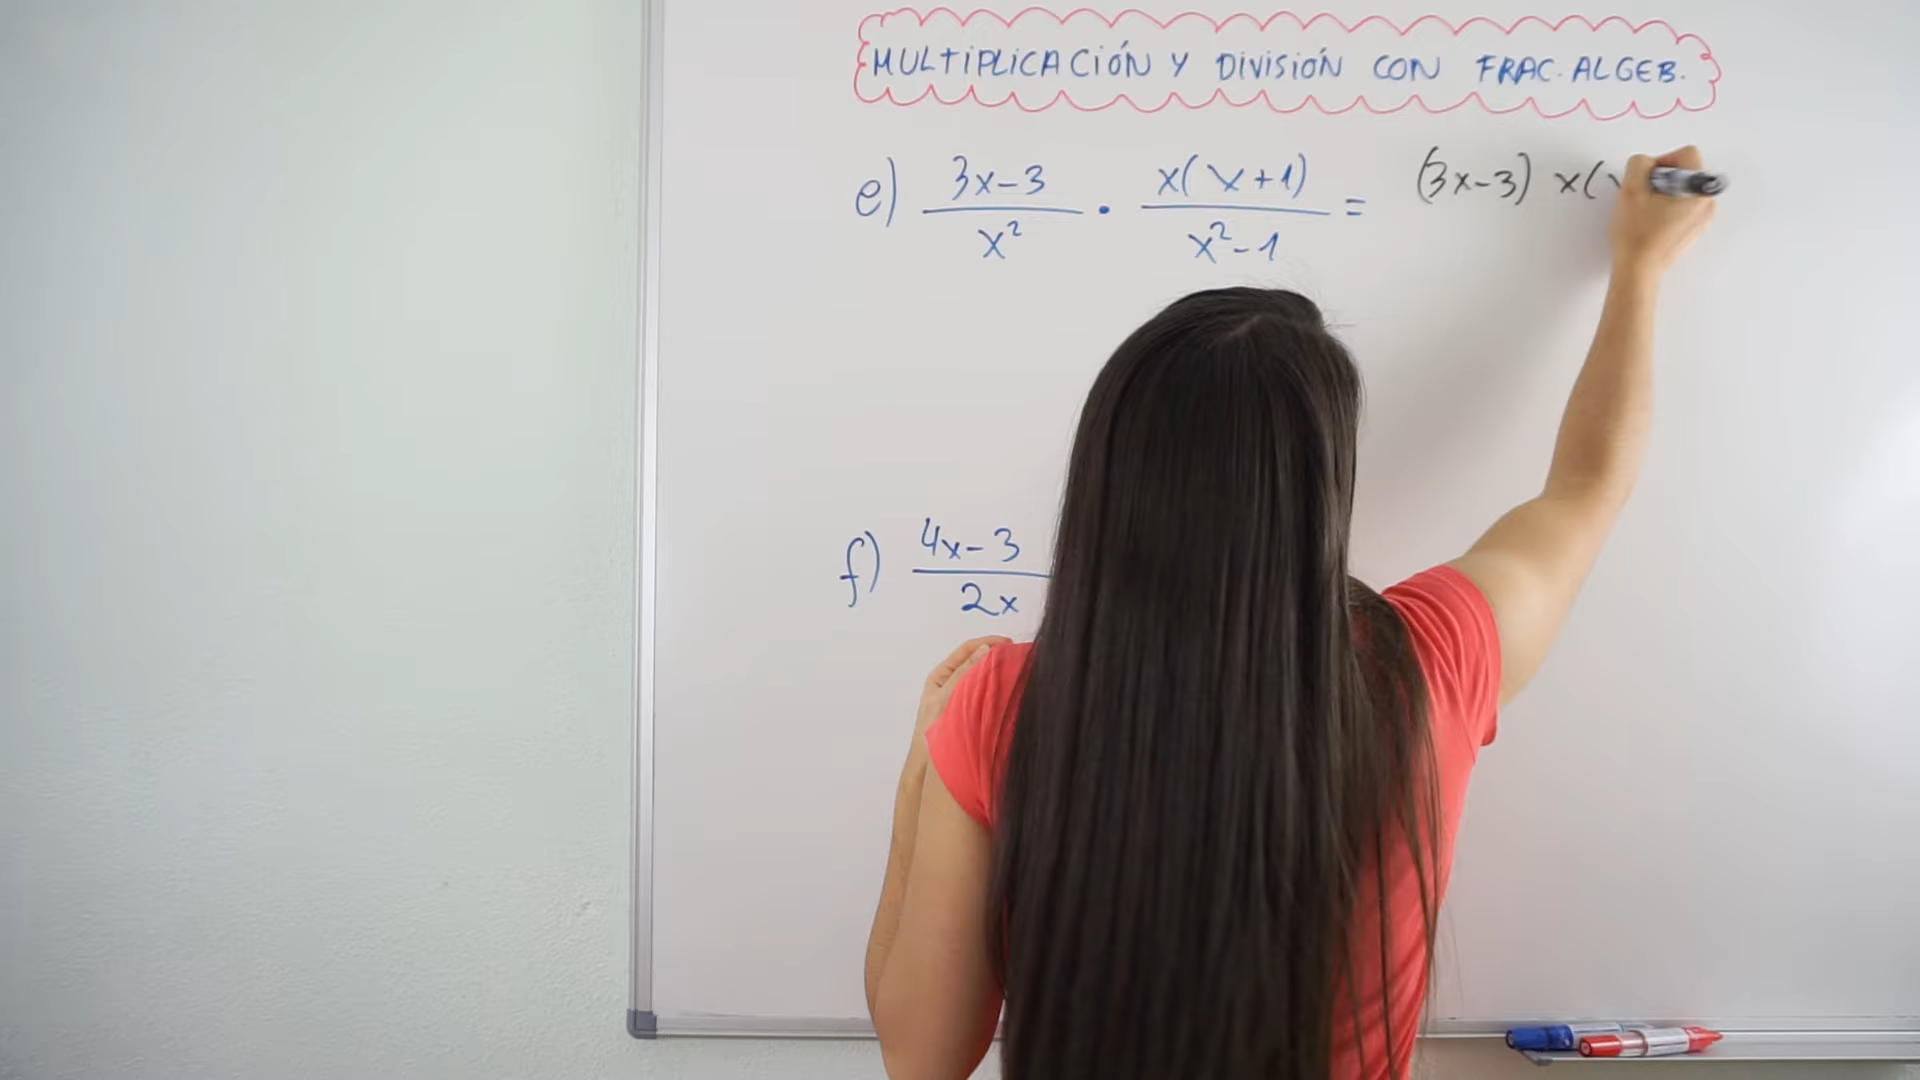 MULTIPLICACIÓN Y DIVISIÓN CON FRAC. ALGEB.
e) (3x-3)/x² · x(x+1)/(x²-1) = (3x-3) x(
f) (4x-3)/2x